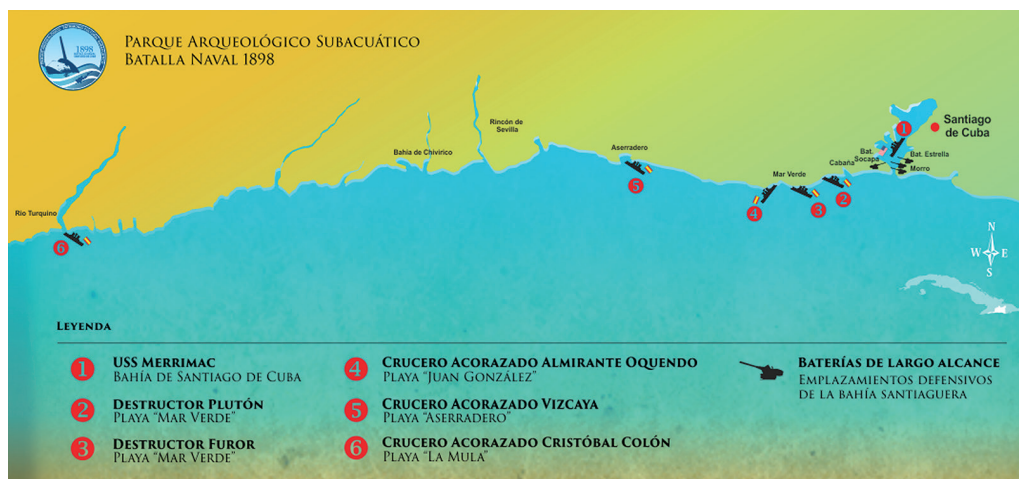 1898
PARQUE ARQUEOLÓGICO SUBACUÁTICO
BATALLA NAVAL 1898
Santiago
de Cuba
1
Rincón de
Sevilla
Bahía de Chivirico
Aserradero
Bat.
Socapa
Bat. Estrella
Cabaña
Morro
Mar Verde
5
2
4
3
Río Turquino
6
N
W
E
S
LEYENDA
1
USS MERRIMAC
BAHÍA DE SANTIAGO DE CUBA
2
DESTRUCTOR PLUTÓN
PLAYA “MAR VERDE”
3
DESTRUCTOR FUROR
PLAYA “MAR VERDE”
4
CRUCERO ACORAZADO ALMIRANTE OQUENDO
PLAYA “JUAN GONZÁLEZ”
5
CRUCERO ACORAZADO VIZCAYA
PLAYA “ASERRADERO”
6
CRUCERO ACORAZADO CRISTÓBAL COLÓN
PLAYA “LA MULA”
BATERÍAS DE LARGO ALCANCE
EMPLAZAMIENTOS DEFENSIVOS
DE LA BAHÍA SANTIAGUERA